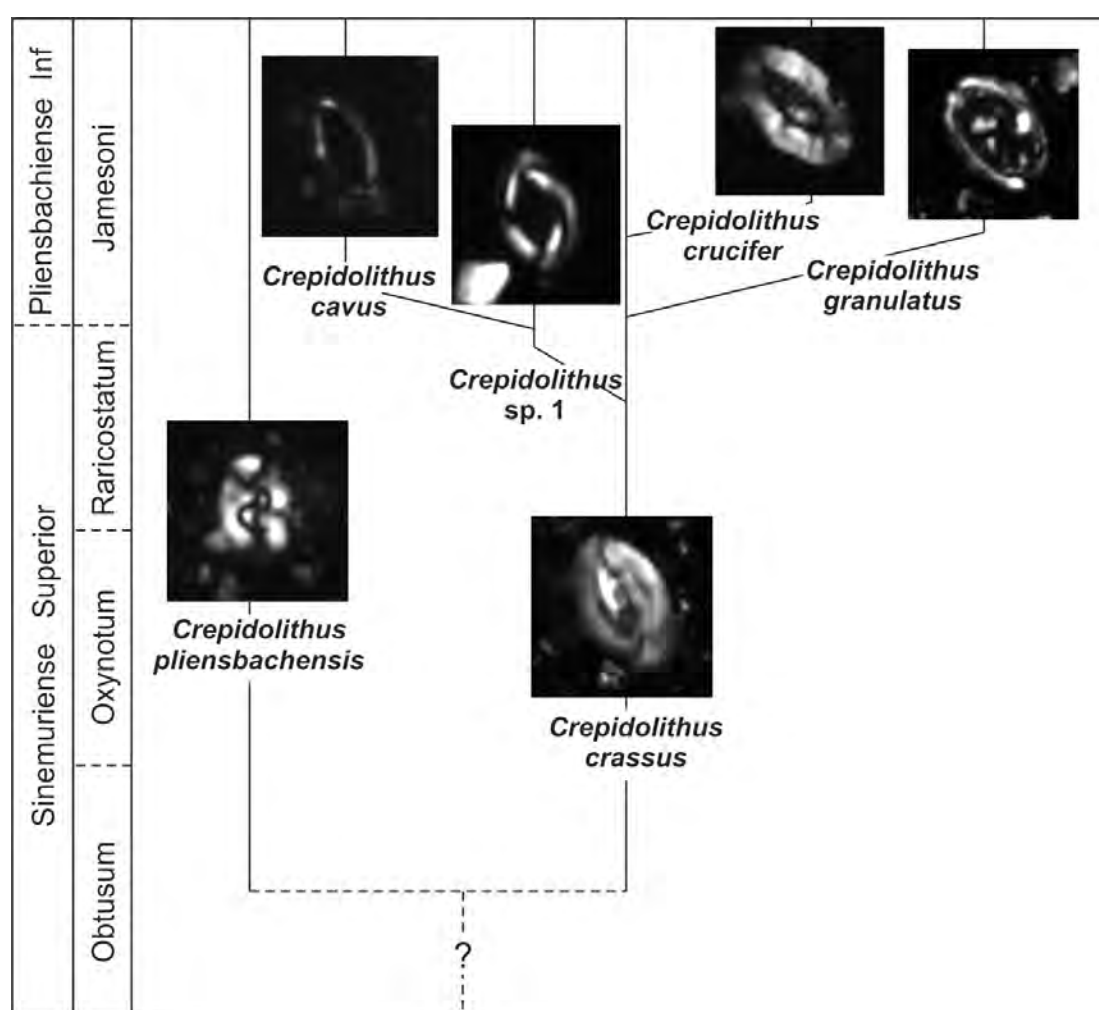 Pliensbachiense Inf
Sinemuriense Superior
Jamesoni
Raricostatum
Oxynotum
Obtusum
Crepidolithus
cavus
Crepidolithus
sp. 1
Crepidolithus
crucifer
Crepidolithus
granulatus
Crepidolithus
pliensbachensis
Crepidolithus
crassus
?